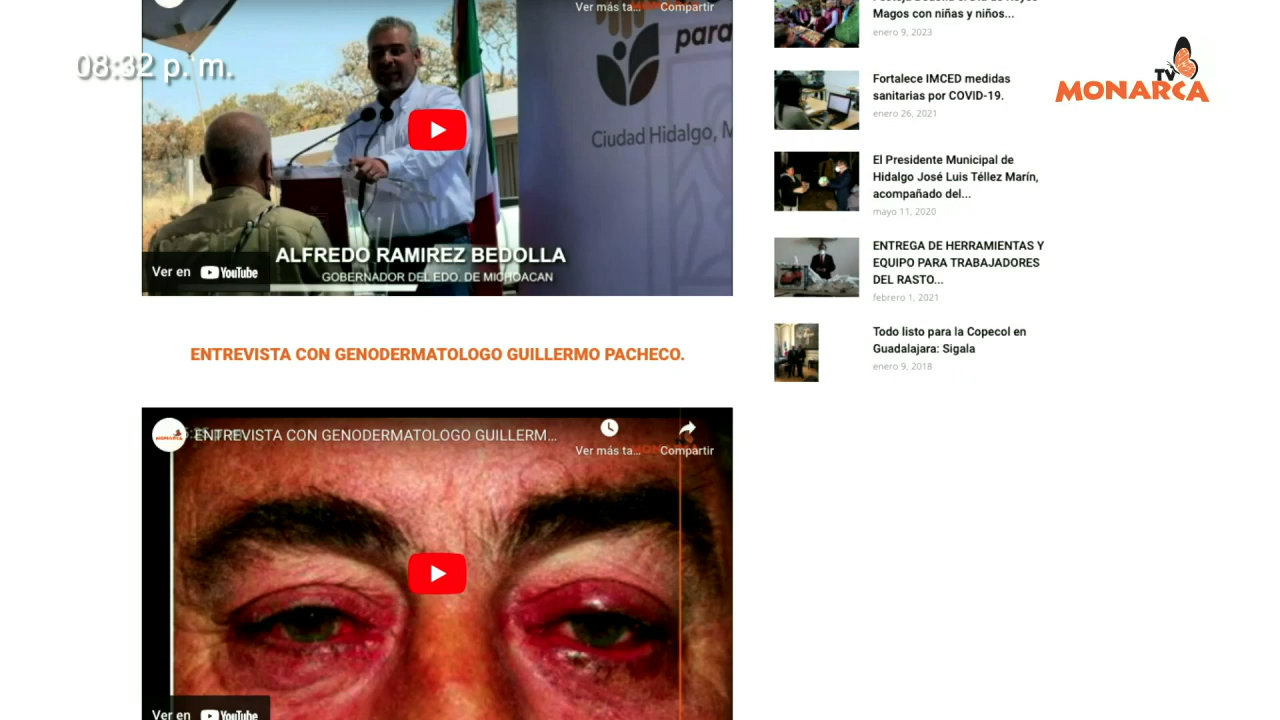 08:32 p. m.
Ver más ta...
Compartir
para
Ciudad Hidalgo, M
ALFREDO RAMIREZ BEDOLLA
GOBERNADOR DEL EDO. DE MICHOACAN
Ver en YouTube
ENTREVISTA CON GENODERMATOLOGO GUILLERMO PACHECO.
MONARCA
ENTREVISTA CON GENODERMATOLOGO GUILLERM...
Ver más ta...
Compartir
Ver en YouTube
Magos con niñas y niños...
enero 9, 2023
Fortalece IMCED medidas
sanitarias por COVID-19.
enero 26, 2021
El Presidente Municipal de
Hidalgo José Luis Téllez Marín,
acompañado del...
mayo 11, 2020
ENTREGA DE HERRAMIENTAS Y
EQUIPO PARA TRABAJADORES
DEL RASTO...
febrero 1, 2021
Todo listo para la Copecol en
Guadalajara: Sigala
enero 9, 2018
TV
MONARCA